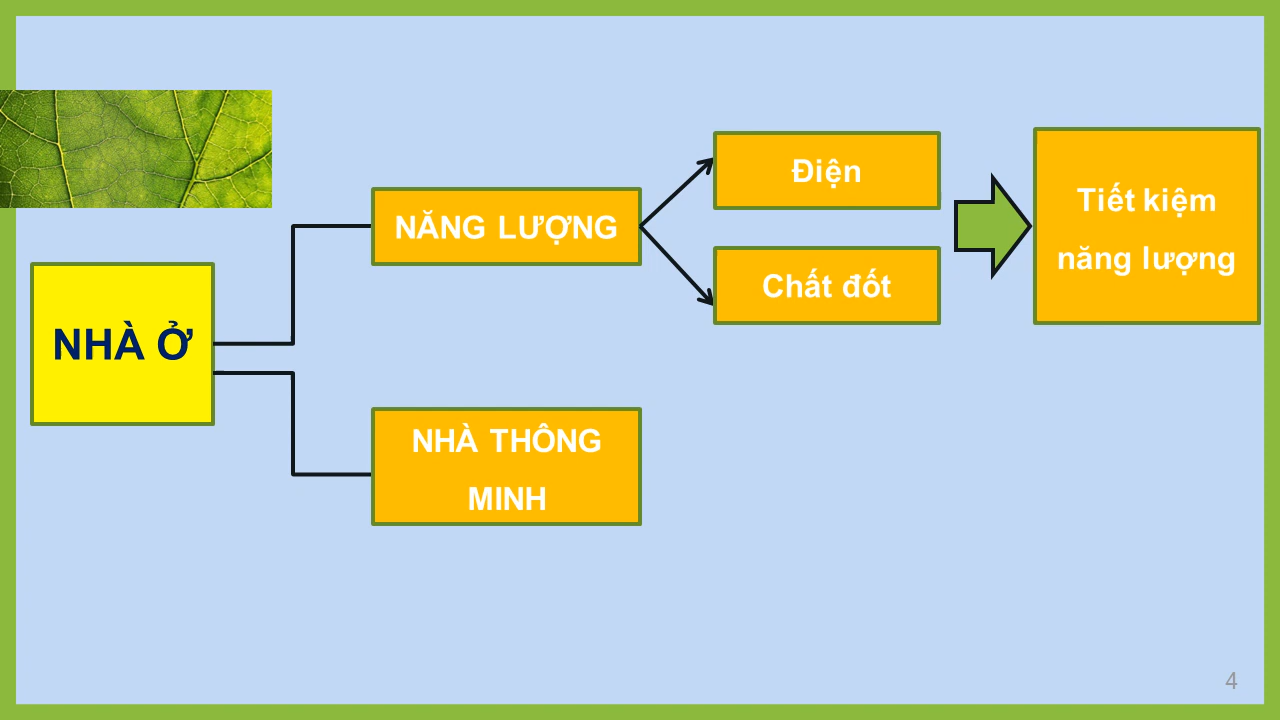 NHÀ Ở
NĂNG LƯỢNG
Điện
Chất đốt
Tiết kiệm
năng lượng
NHÀ THÔNG
MINH
4